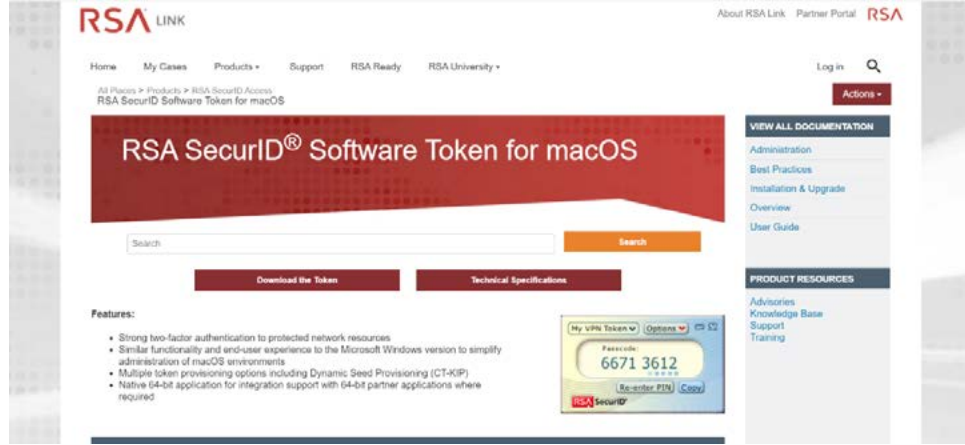 RSA LINK
About RSA Link Partner Portal RSA
Home My Cases Products Support RSA Ready RSA University Log in
All Places > Products > RSA SecurID Access
RSA SecurID Software Token for macOS
Actions
RSA SecurID® Software Token for macOS
Search Search
Download the Token Technical Specifications
Features:
• Strong two-factor authentication to protected network resources
• Similar functionality and end-user experience to the Microsoft Windows version to simplify
administration of macOS environments
• Multiple token provisioning options including Dynamic Seed Provisioning (CT-KIP)
• Native 64-bit application for integration support with 64-bit partner applications where
required
My VPN Token Options
Passcode:
6671 3612
Re-enter PIN Copy
RSA SecurID®
VIEW ALL DOCUMENTATION
Administration
Best Practices
Installation & Upgrade
Overview
User Guide
PRODUCT RESOURCES
Advisories
Knowledge Base
Support
Training